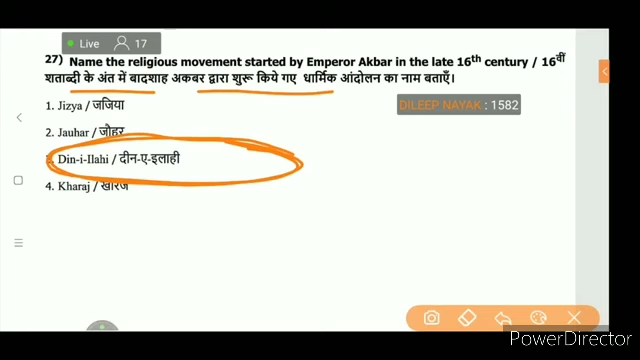 Live 17
27) Name the religious movement started by Emperor Akbar in the late 16th century / 16वीं
शताब्दी के अंत में बादशाह अकबर द्वारा शुरू किये गए धार्मिक आंदोलन का नाम बताएँ।
1. Jizya / जजिया
DILEEP NAYAK : 1582
2. Jauhar / जौहर
3. Din-i-Ilahi / दीन-ए-इलाही
4. Kharaj / खारज
PowerDirector